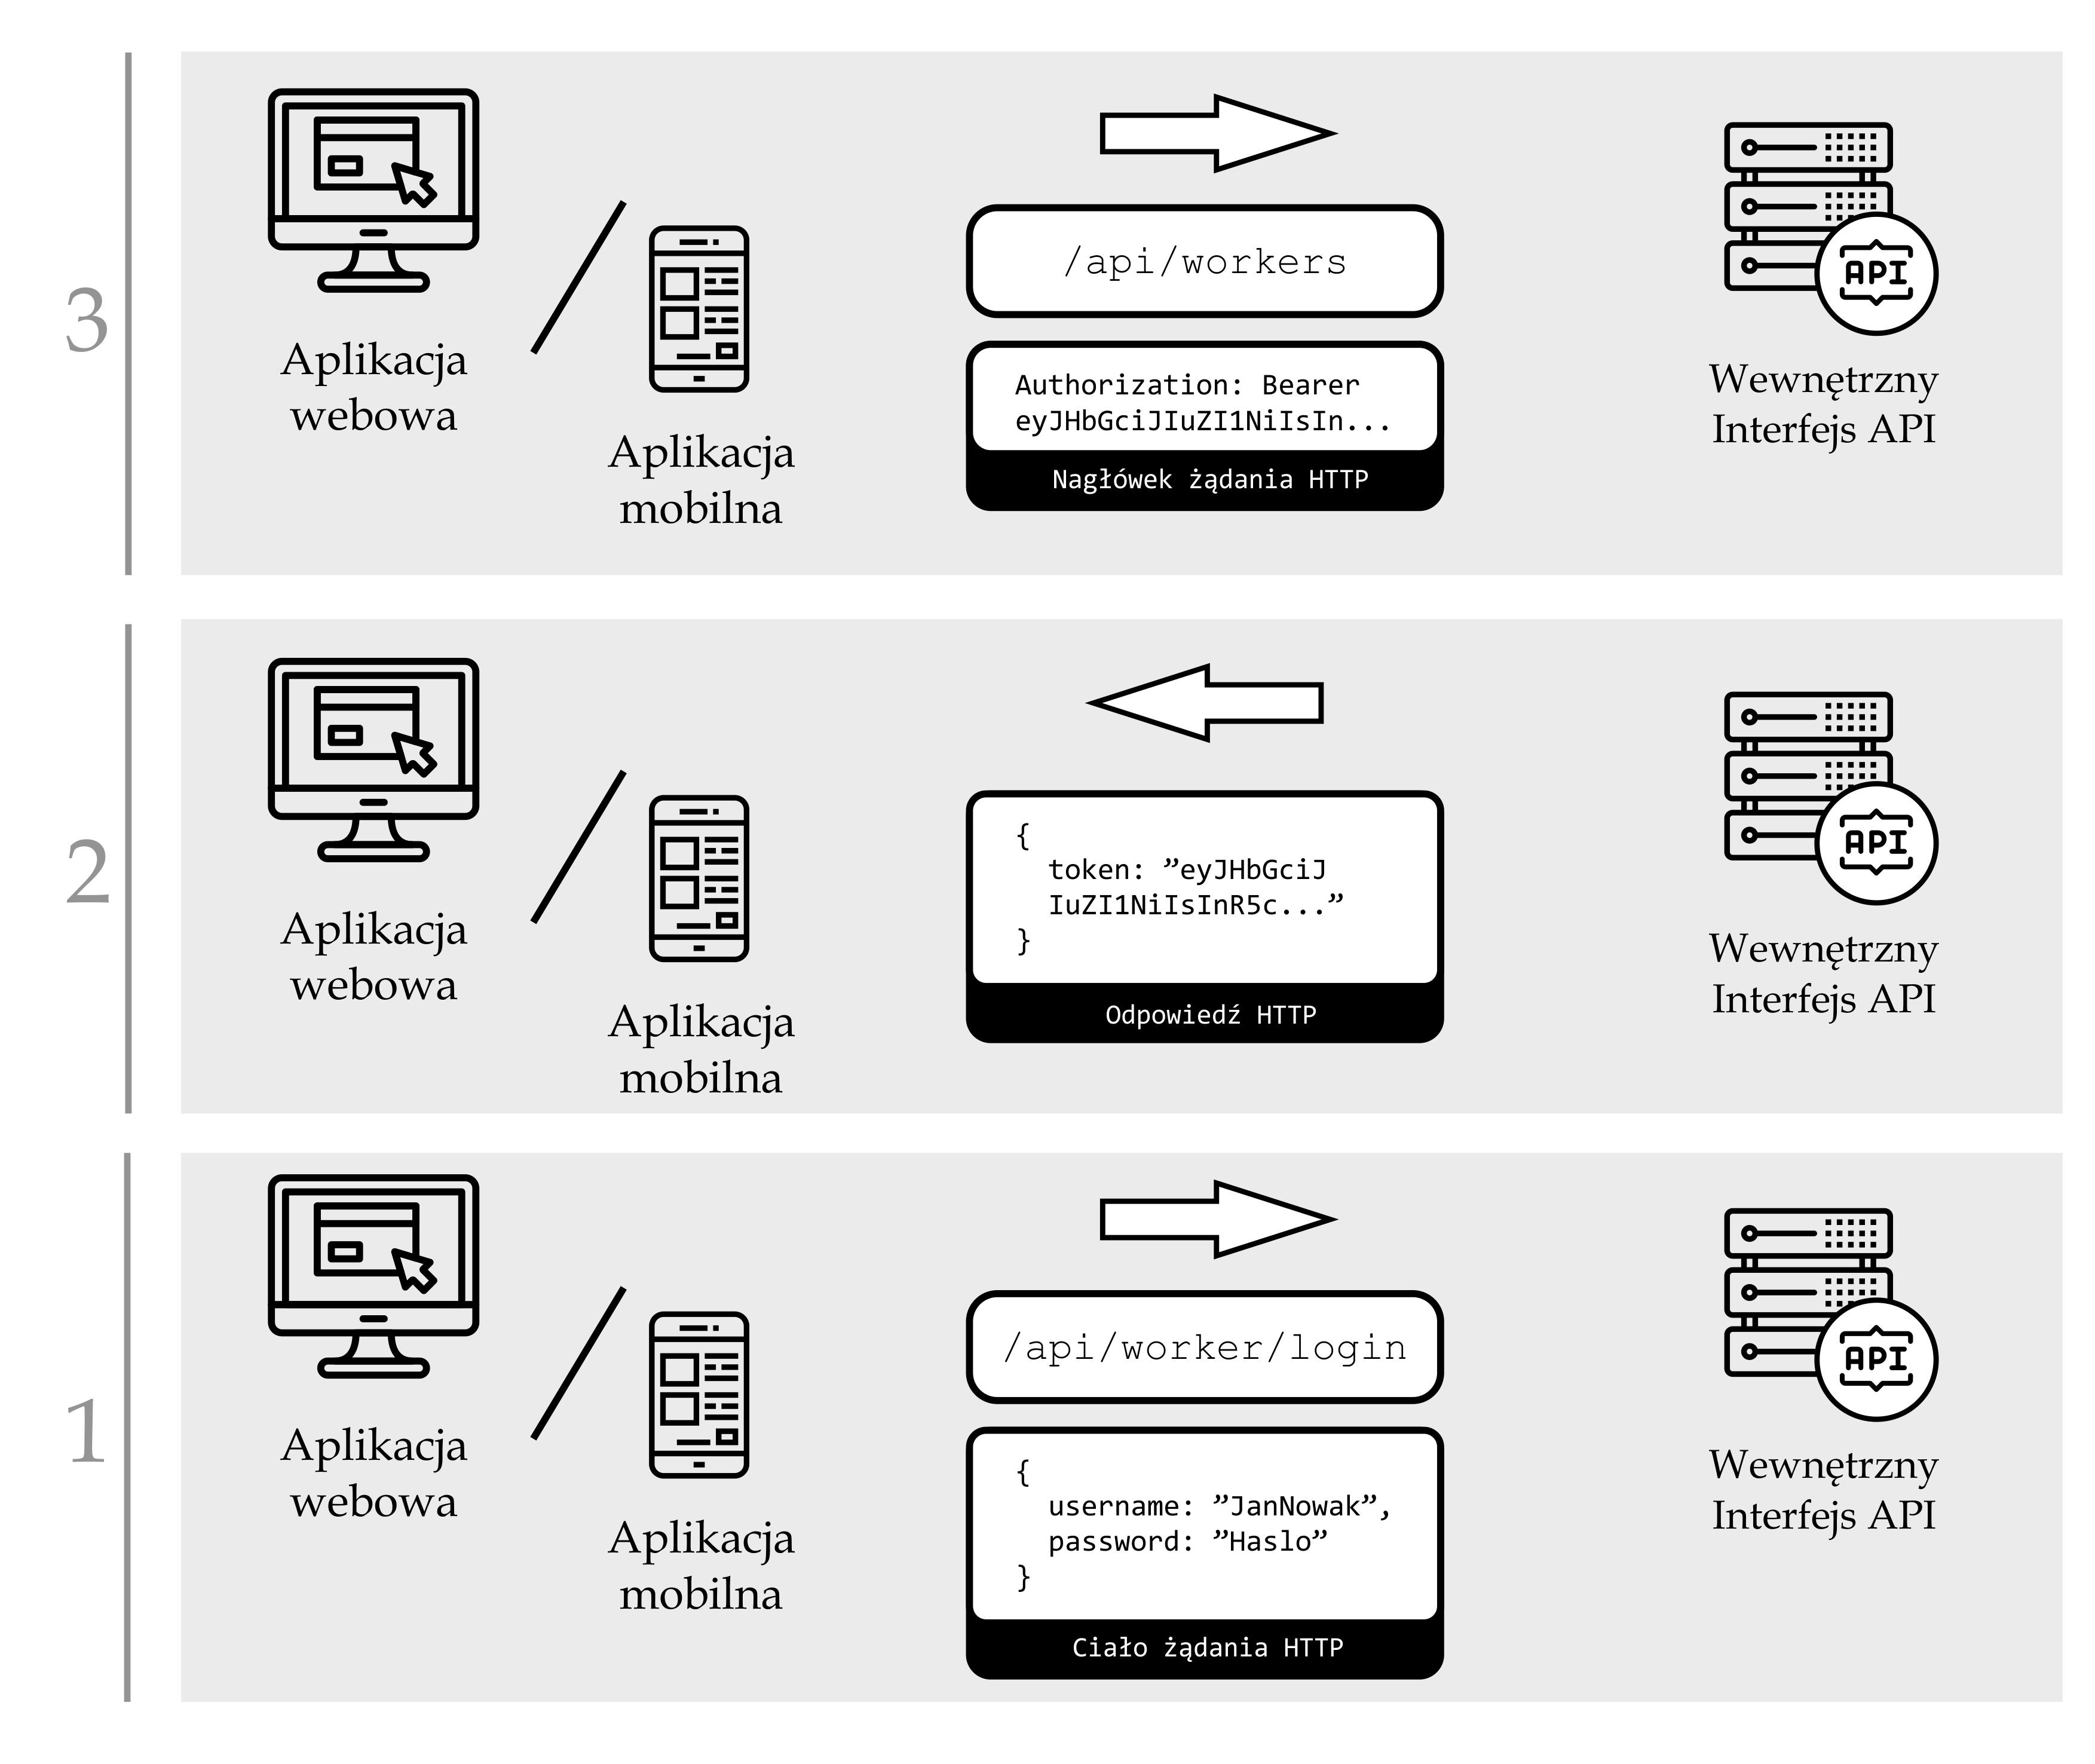 3
Aplikacja
webowa
Aplikacja
mobilna
/api/workers
Authorization: Bearer
eyJHbGciJIuZI1NiIsIn...
Nagłówek żądania HTTP
API
Wewnętrzny
Interfejs API
2
Aplikacja
webowa
Aplikacja
mobilna
{
token: ”eyJHbGciJ
IuZI1NiIsInR5c...”
}
Odpowiedź HTTP
API
Wewnętrzny
Interfejs API
1
Aplikacja
webowa
Aplikacja
mobilna
/api/worker/login
{
username: ”JanNowak”,
password: ”Haslo”
}
Ciało żądania HTTP
API
Wewnętrzny
Interfejs API